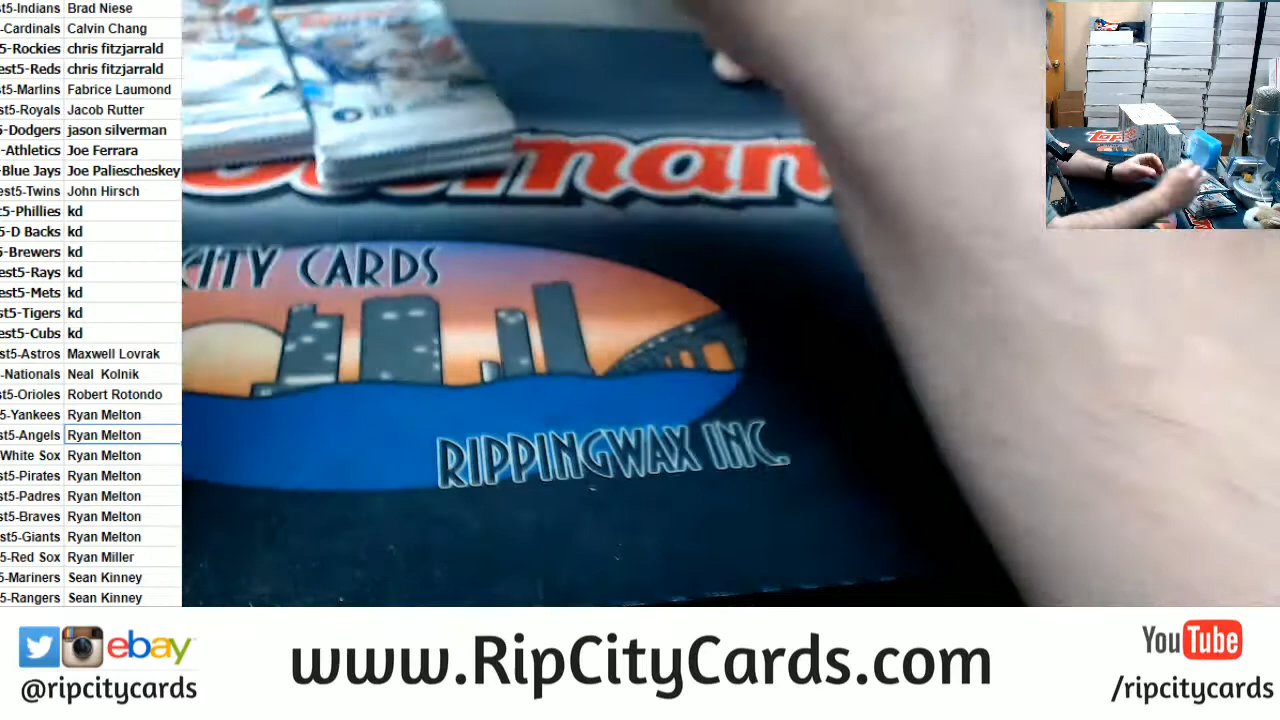 st5-Indians Brad Niese
-Cardinals Calvin Chang
5-Rockies chris fitzjarrald
est5-Reds chris fitzjarrald
5-Marlins Fabrice Laumond
st5-Royals Jacob Rutter
5-Dodgers jason silverman
-Athletics Joe Ferrara
-Blue Jays Joe Paliescheskey
est5-Twins John Hirsch
t5-Phillies kd
5-D Backs kd
5-Brewers kd
est5-Rays kd
est5-Mets kd
st5-Tigers kd
est5-Cubs kd
st5-Astros Maxwell Lovrak
-Nationals Neal Kolnik
st5-Orioles Robert Rotondo
5-Yankees Ryan Melton
st5-Angels Ryan Melton
White Sox Ryan Melton
st5-Pirates Ryan Melton
st5-Padres Ryan Melton
st5-Braves Ryan Melton
st5-Giants Ryan Melton
5-Red Sox Ryan Miller
5-Mariners Sean Kinney
5-Rangers Sean Kinney
CITY CARDS
RIPPINGWAX INC.
topps
ebay
@ripcitycards
www.RipCityCards.com
YouTube
/ripcitycards